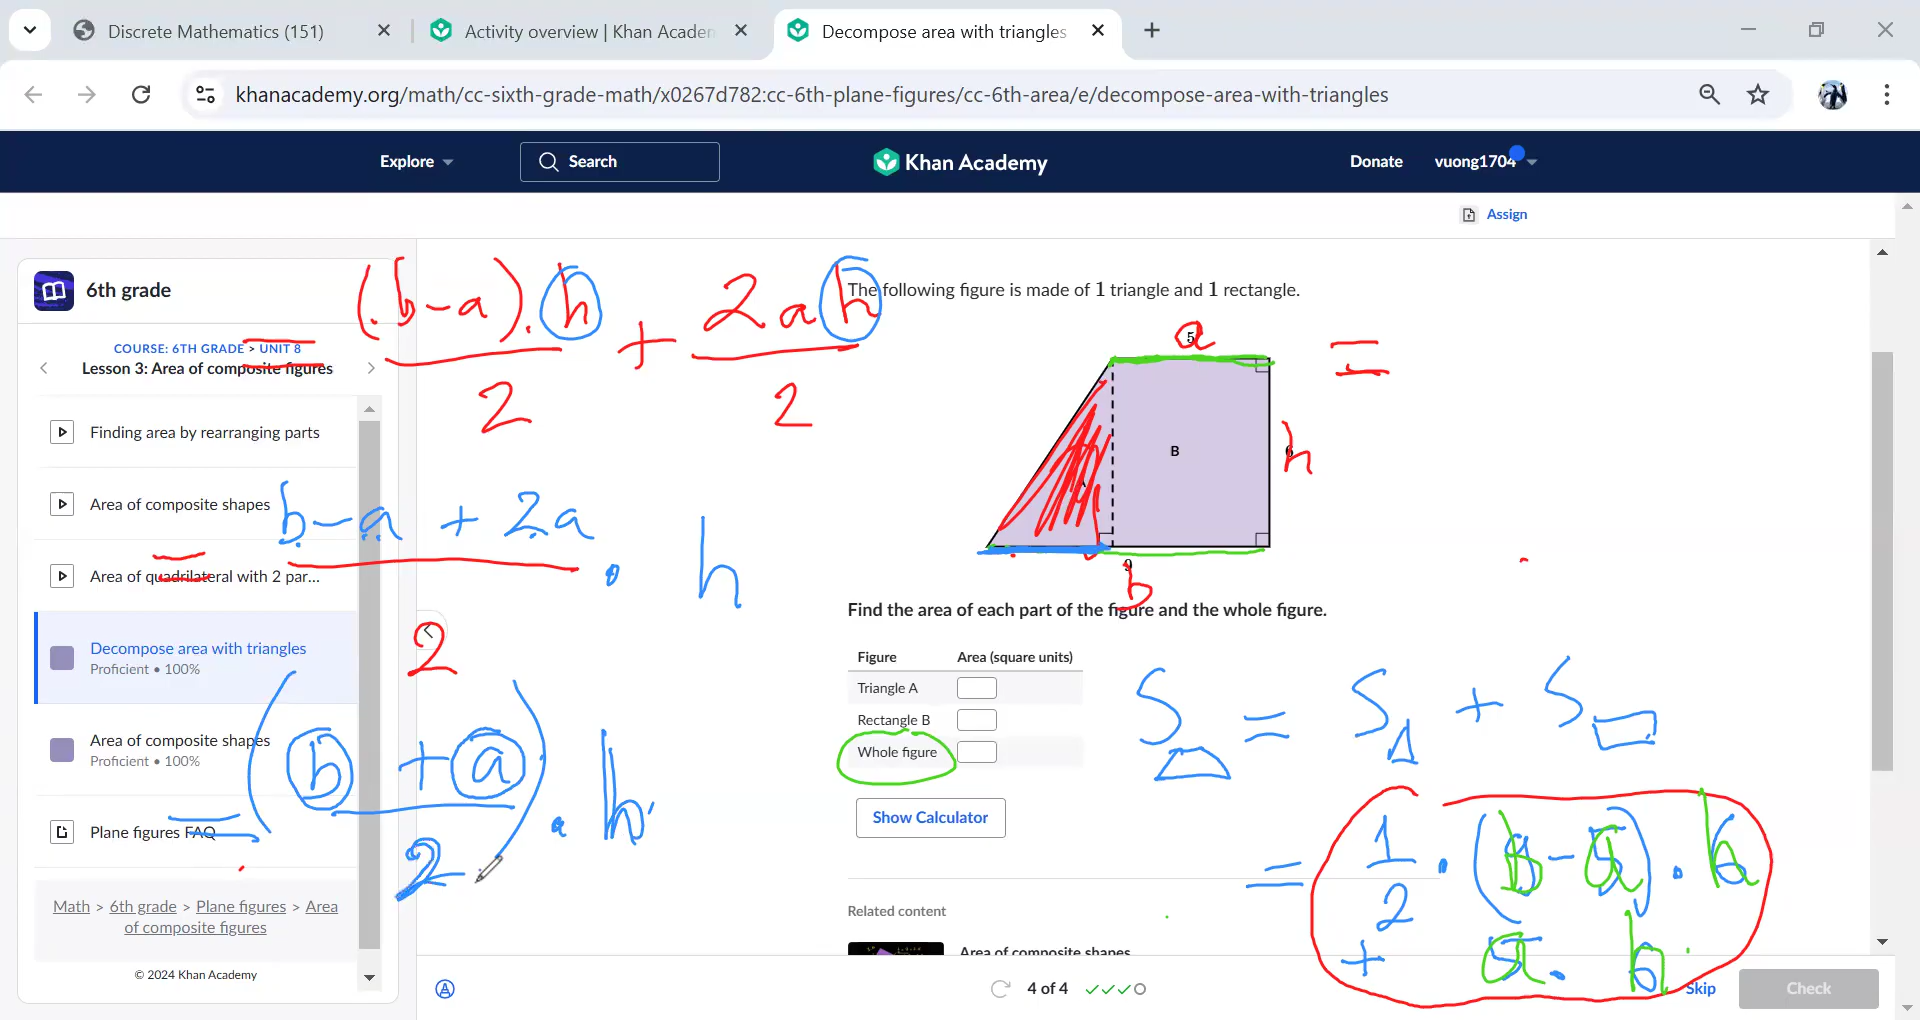 Discrete Mathematics (151)
Activity overview | Khan Academ
Decompose area with triangles
khanacademy.org/math/cc-sixth-grade-math/x0267d782:cc-6th-plane-figures/cc-6th-area/e/decompose-area-with-triangles
Explore
Search
Khan Academy
Donate
vuong1704
Assign
6th grade
COURSE: 6TH GRADE > UNIT 8
Lesson 3: Area of composite figures
Finding area by rearranging parts
Area of composite shapes
Area of quadrilateral with 2 par...
Decompose area with triangles
Proficient • 100%
Area of composite shapes
Proficient • 100%
Plane figures FAQ
Math > 6th grade > Plane figures > Area
of composite figures
© 2024 Khan Academy
= (b-a).h / 2 + 2ah / 2 =
= b-a+2a / 2 . h
= (b+a / 2) . h
The following figure is made of 1 triangle and 1 rectangle.
5
a
B
h
9
b
Find the area of each part of the figure and the whole figure.
Figure Area (square units)
Triangle A
Rectangle B
Whole figure
Show Calculator
S = S + S
= 1/2 . (b-a) . h
+ a . h
Related content
Area of composite shapes
4 of 4
Skip
Check